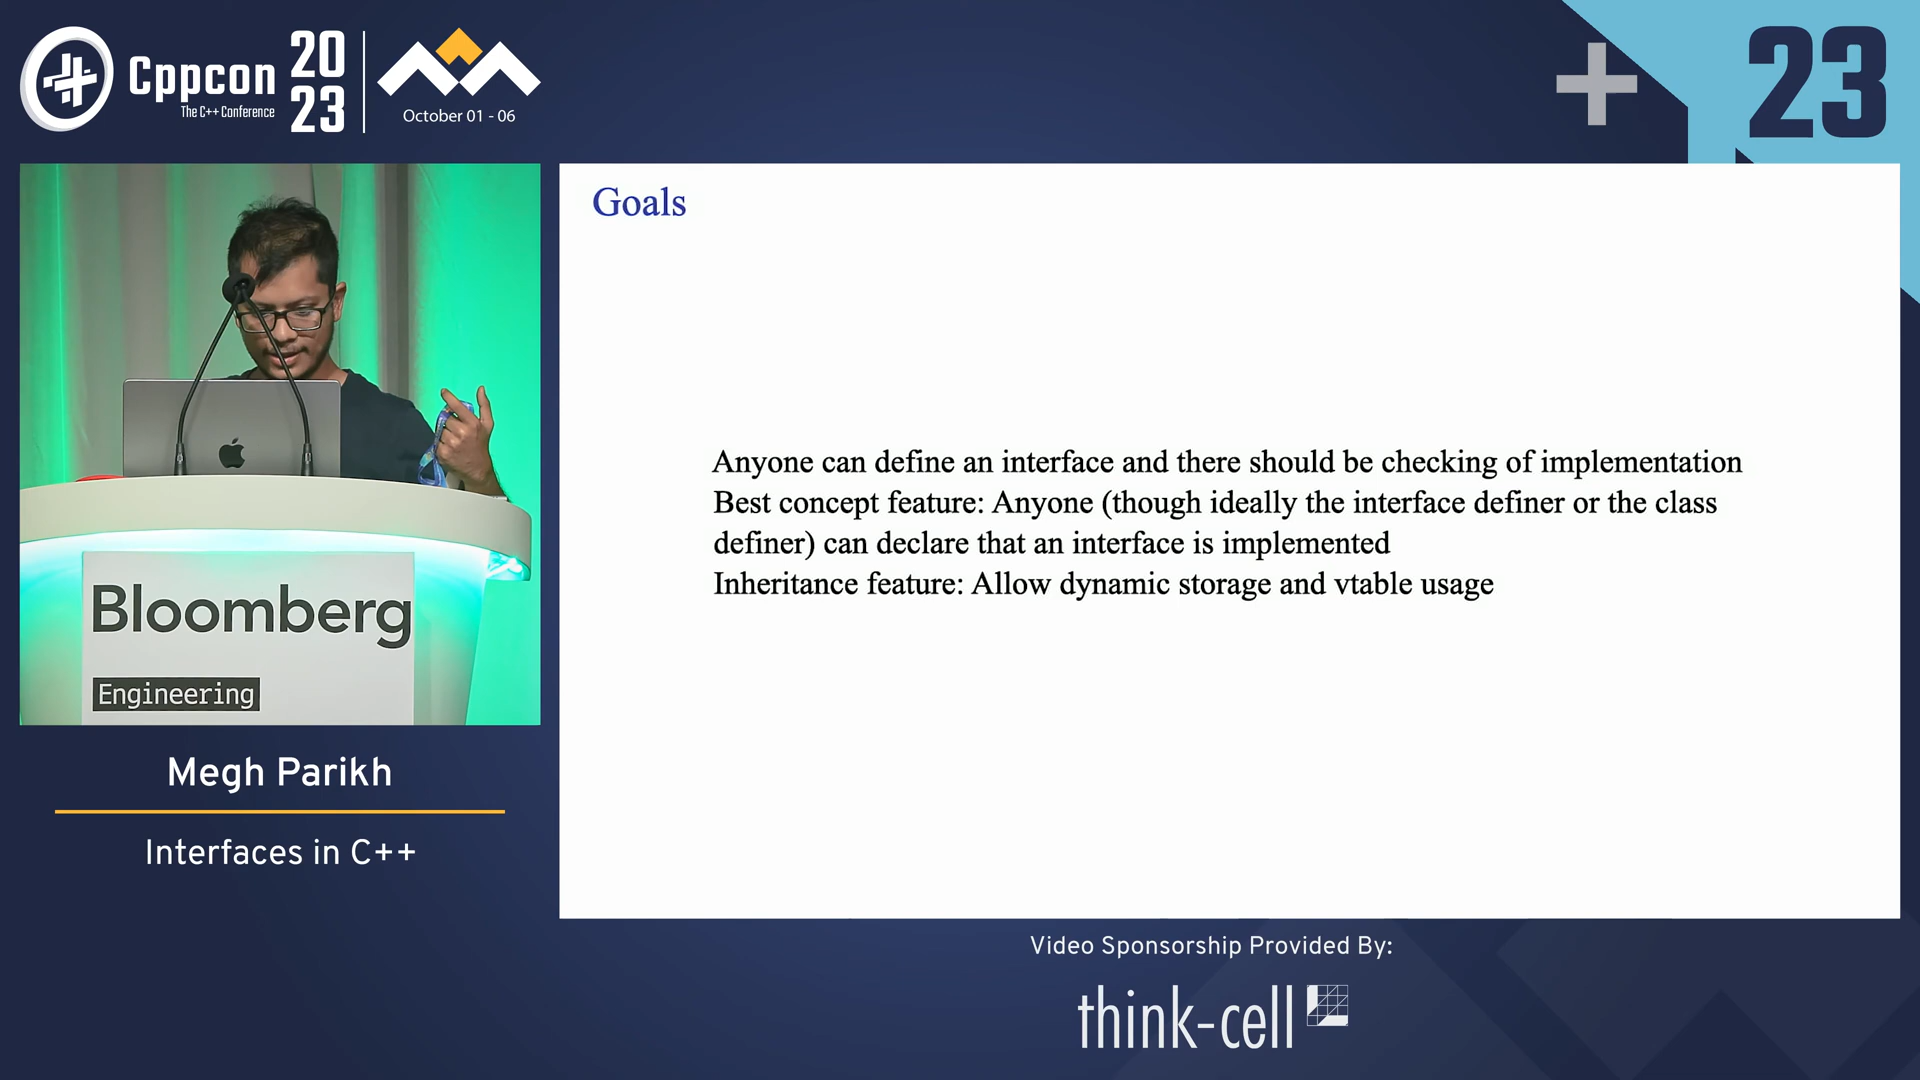 Cppcon
The C++ Conference
20
23
October 01 - 06
23
Goals
Anyone can define an interface and there should be checking of implementation
Best concept feature: Anyone (though ideally the interface definer or the class
definer) can declare that an interface is implemented
Inheritance feature: Allow dynamic storage and vtable usage
Bloomberg
Engineering
Megh Parikh
Interfaces in C++
Video Sponsorship Provided By:
think-cell